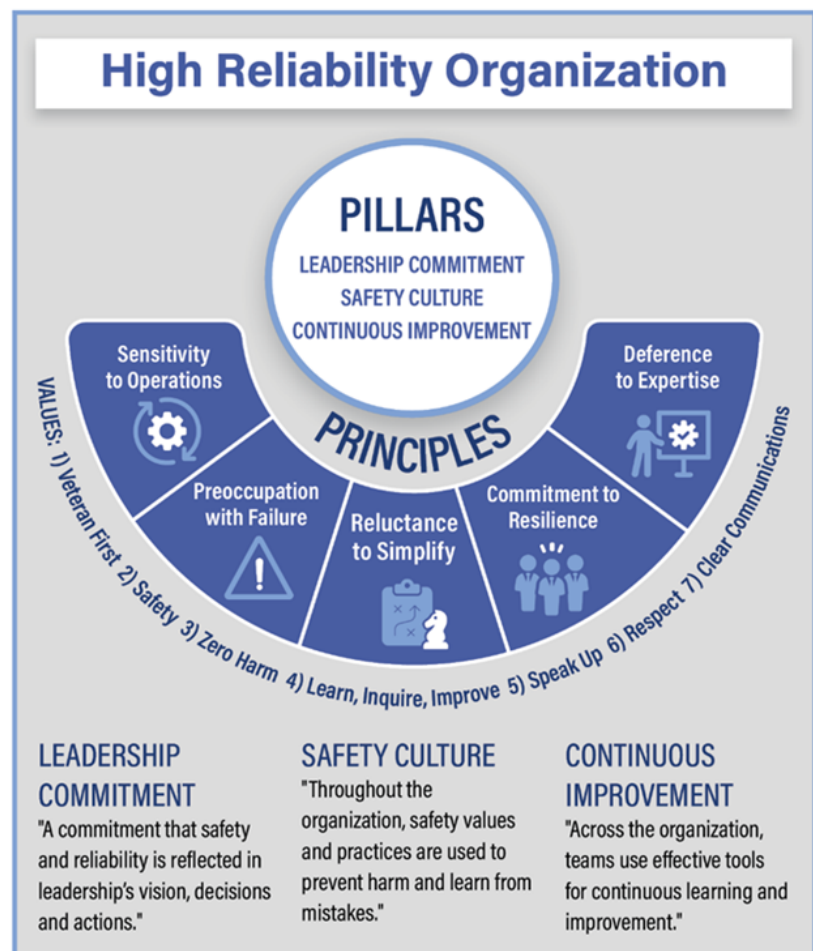 High Reliability Organization
PILLARS
LEADERSHIP COMMITMENT
SAFETY CULTURE
CONTINUOUS IMPROVEMENT
PRINCIPLES
Sensitivity
to Operations
Preoccupation
with Failure
Reluctance
to Simplify
Commitment to
Resilience
Deference
to Expertise
VALUES: 1) Veteran First 2) Safety 3) Zero Harm 4) Learn, Inquire, Improve 5) Speak Up 6) Respect 7) Clear Communications
LEADERSHIP
COMMITMENT
"A commitment that safety
and reliability is reflected in
leadership's vision, decisions
and actions."
SAFETY CULTURE
"Throughout the
organization, safety values
and practices are used to
prevent harm and learn from
mistakes."
CONTINUOUS
IMPROVEMENT
"Across the organization,
teams use effective tools
for continuous learning and
improvement."